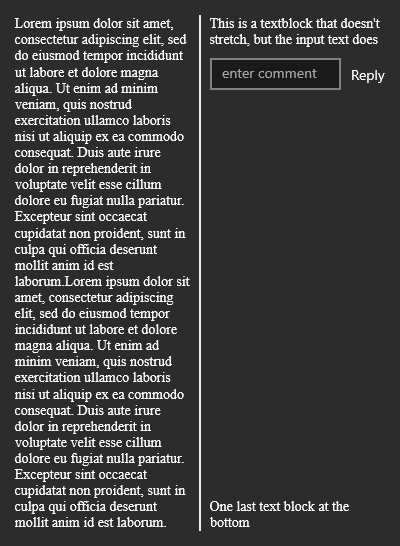 Lorem ipsum dolor sit amet,
consectetur adipiscing elit, sed
do eiusmod tempor incididunt
ut labore et dolore magna
aliqua. Ut enim ad minim
veniam, quis nostrud
exercitation ullamco laboris
nisi ut aliquip ex ea commodo
consequat. Duis aute irure
dolor in reprehenderit in
voluptate velit esse cillum
dolore eu fugiat nulla pariatur.
Excepteur sint occaecat
cupidatat non proident, sunt in
culpa qui officia deserunt
mollit anim id est
laborum.Lorem ipsum dolor sit
amet, consectetur adipiscing
elit, sed do eiusmod tempor
incididunt ut labore et dolore
magna aliqua. Ut enim ad
minim veniam, quis nostrud
exercitation ullamco laboris
nisi ut aliquip ex ea commodo
consequat. Duis aute irure
dolor in reprehenderit in
voluptate velit esse cillum
dolore eu fugiat nulla pariatur.
Excepteur sint occaecat
cupidatat non proident, sunt in
culpa qui officia deserunt
mollit anim id est laborum.
This is a textblock that doesn't
stretch, but the input text does
enter comment
Reply
One last text block at the
bottom